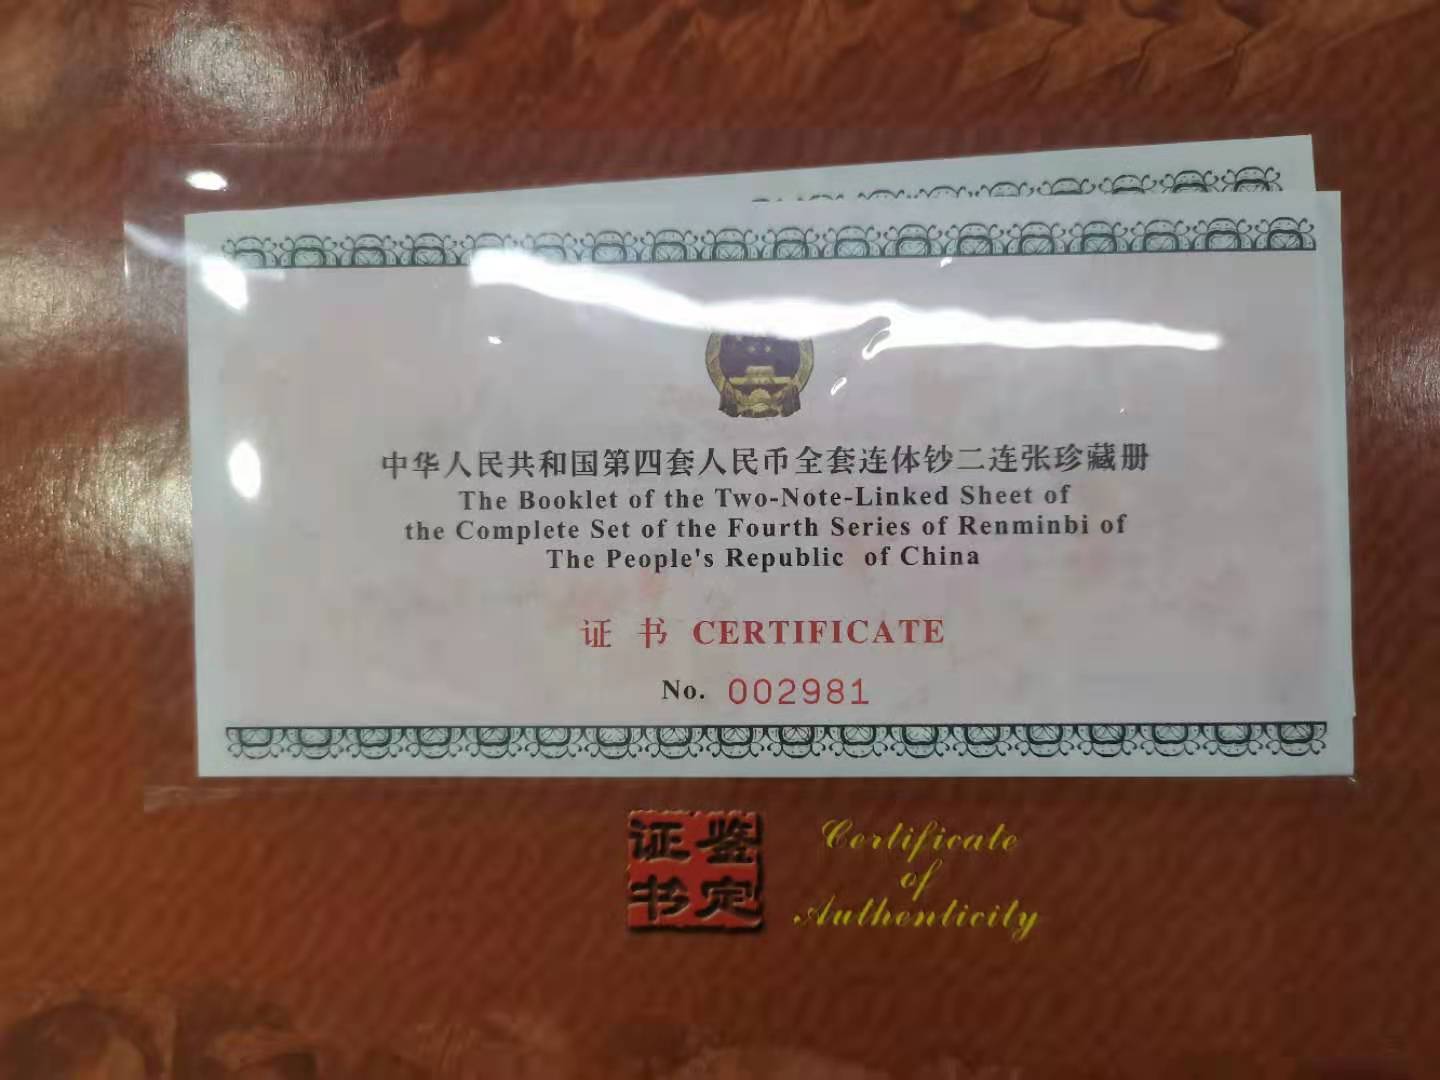 中华人民共和国第四套人民币全套连体钞二连张珍藏册
The Booklet of the Two-Note-Linked Sheet of
the Complete Set of the Fourth Series of Renminbi of
The People's Republic of China
证 书 CERTIFICATE
No. 002981
鉴定证书
Certificate
of
Authenticity